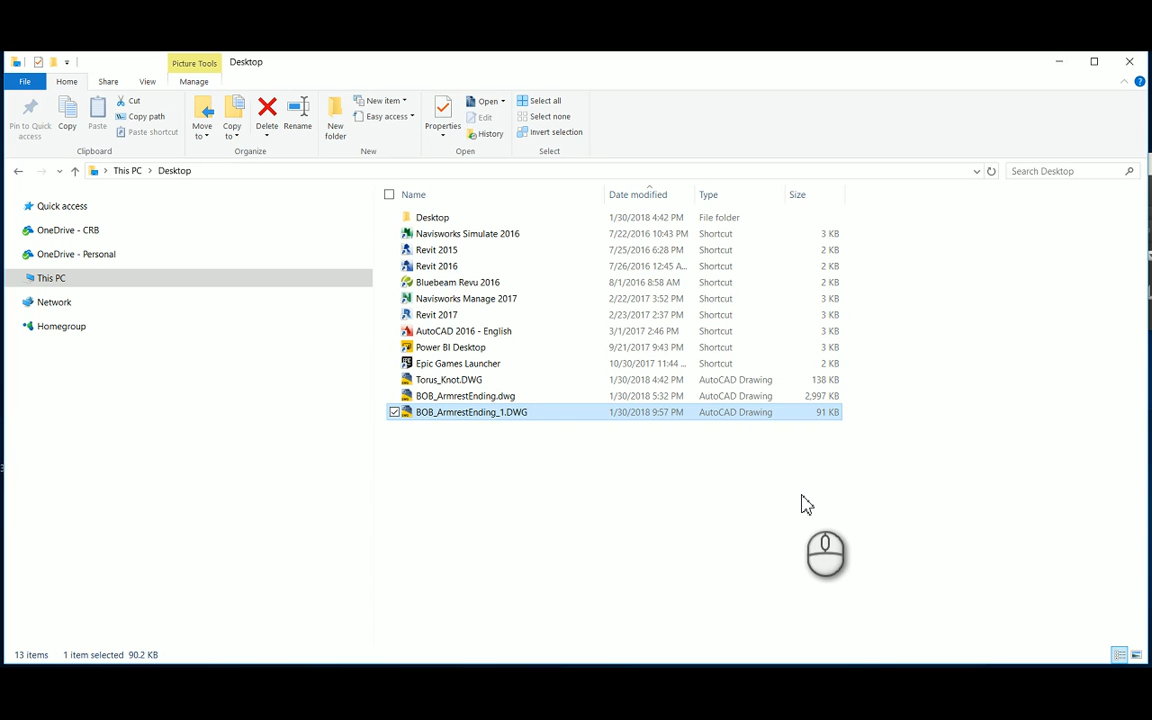 Picture Tools
Desktop
File
Home
Share
View
Manage
Pin to Quick access
Copy
Paste
Cut
Copy path
Paste shortcut
Clipboard
Move to
Copy to
Delete
Rename
Organize
New folder
New item
Easy access
New
Properties
Open
Edit
History
Open
Select all
Select none
Invert selection
Select
This PC > Desktop
Search Desktop
Quick access
OneDrive - CRB
OneDrive - Personal
This PC
Network
Homegroup
Name Date modified Type Size
Desktop 1/30/2018 4:42 PM File folder
Navisworks Simulate 2016 7/22/2016 10:43 PM Shortcut 3 KB
Revit 2015 7/25/2016 6:28 PM Shortcut 2 KB
Revit 2016 7/26/2016 12:45 A... Shortcut 2 KB
Bluebeam Revu 2016 8/1/2016 8:58 AM Shortcut 2 KB
Navisworks Manage 2017 2/22/2017 3:52 PM Shortcut 3 KB
Revit 2017 2/23/2017 2:37 PM Shortcut 3 KB
AutoCAD 2016 - English 3/1/2017 2:46 PM Shortcut 3 KB
Power BI Desktop 9/21/2017 9:43 PM Shortcut 3 KB
Epic Games Launcher 10/30/2017 11:44 ... Shortcut 2 KB
Torus_Knot.DWG 1/30/2018 4:42 PM AutoCAD Drawing 138 KB
BOB_ArmrestEnding.dwg 1/30/2018 5:32 PM AutoCAD Drawing 2,997 KB
BOB_ArmrestEnding_1.DWG 1/30/2018 9:57 PM AutoCAD Drawing 91 KB
13 items 1 item selected 90.2 KB